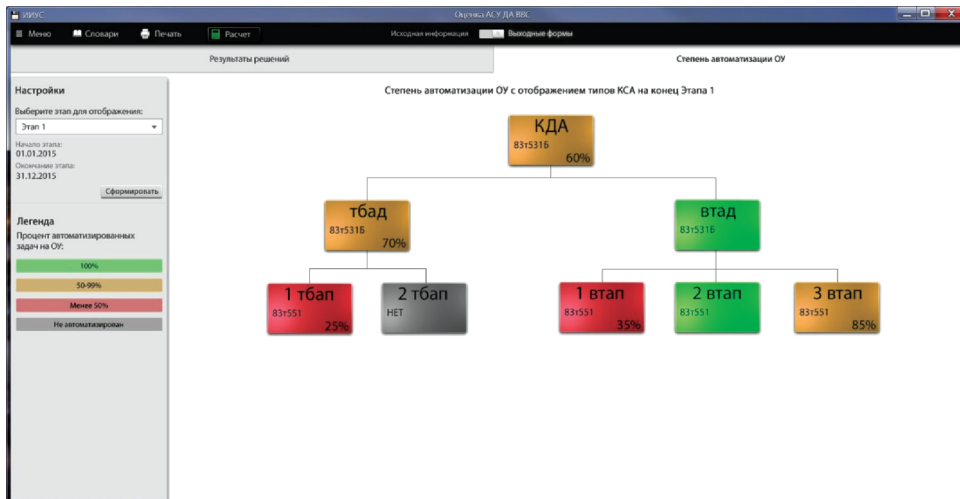 ИИУС
Оценка АСУ ДА ВВС
Меню Словари Печать Расчет Исходная информация Выходные формы
Результаты решений Степень автоматизации ОУ
Настройки
Выберите этап для отображения:
Этап 1
Начало этапа:
01.01.2015
Окончание этапа:
31.12.2015
Сформировать
Легенда
Процент автоматизированных
задач на ОУ:
100%
50-99%
Менее 50%
Не автоматизирован
Степень автоматизации ОУ с отображением типов КСА на конец Этапа 1
КДА
83т531Б
60%
тбад
83т531Б
70%
втад
83т531Б
1 тбап
83т551
25%
2 тбап
НЕТ
1 втап
83т551
35%
2 втап
83т551
3 втап
83т551
85%